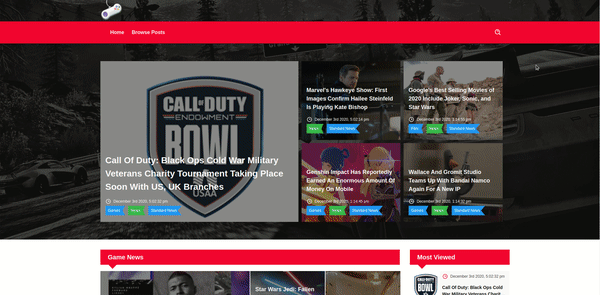 Home Browse Posts
CALL OF DUTY
ENDOWMENT
BOWL
USAA
Call Of Duty: Black Ops Cold War Military
Veterans Charity Tournament Taking Place
Soon With US, UK Branches
December 3rd 2020, 5:02:32 pm
Games News Standard News
Marvel's Hawkeye Show: First
Images Confirm Hailee Steinfeld
Is Playing Kate Bishop
December 3rd 2020, 5:02:14 pm
News Standard News
Google's Best Selling Movies of
2020 Include Joker, Sonic, and
Star Wars
December 3rd 2020, 2:14:55 pm
Film News Standard News
Genshin Impact Has Reportedly
Earned An Enormous Amount Of
Money On Mobile
December 3rd 2020, 2:14:45 pm
Games News Standard News
Wallace And Gromit Studio
Teams Up With Bandai Namco
Again For A New IP
December 3rd 2020, 2:14:32 pm
Games News Standard News
Game News
Star Wars Jedi: Fallen
Most Viewed
December 3rd 2020, 5:02:32 pm
Call Of Duty: Black Ops
Cold War Military
Veterans Charity